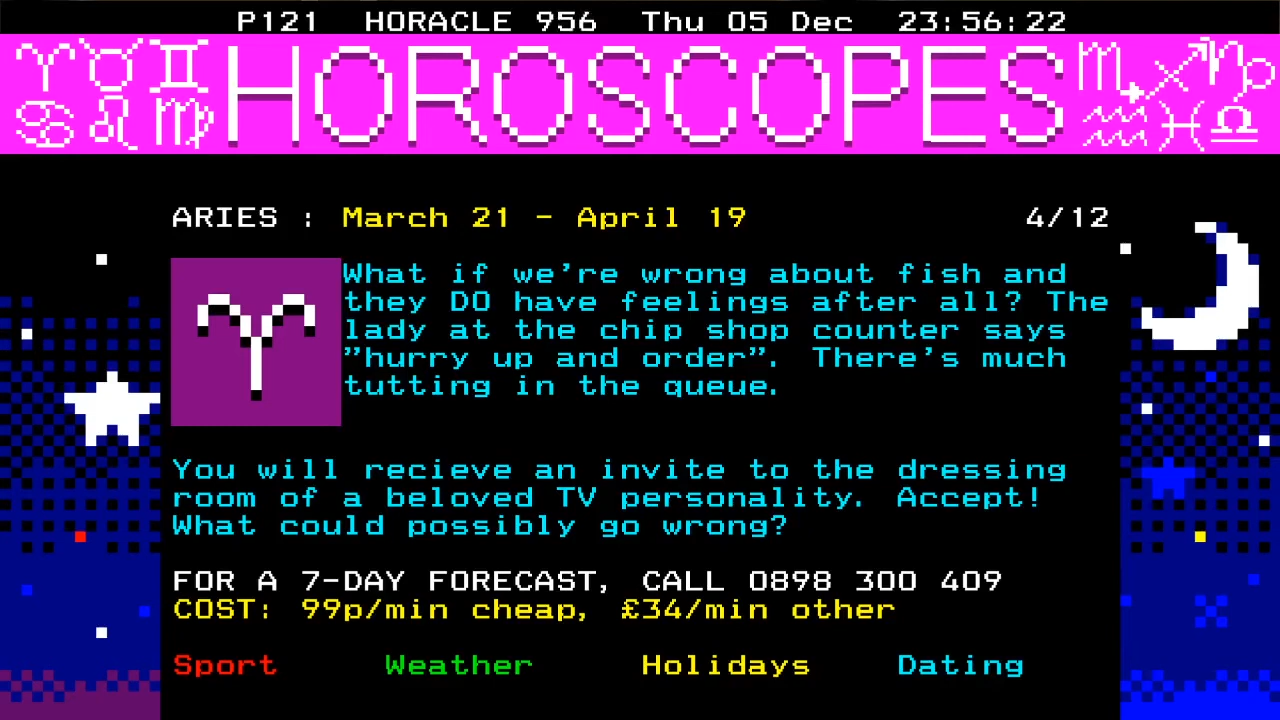 P121 HORACLE 956 Thu 05 Dec 23:56:22
HOROSCOPES
ARIES : March 21 - April 19 4/12
What if we're wrong about fish and
they DO have feelings after all? The
lady at the chip shop counter says
"hurry up and order". There's much
tutting in the queue.
You will recieve an invite to the dressing
room of a beloved TV personality. Accept!
What could possibly go wrong?
FOR A 7-DAY FORECAST, CALL 0898 300 409
COST: 99p/min cheap, £34/min other
Sport Weather Holidays Dating